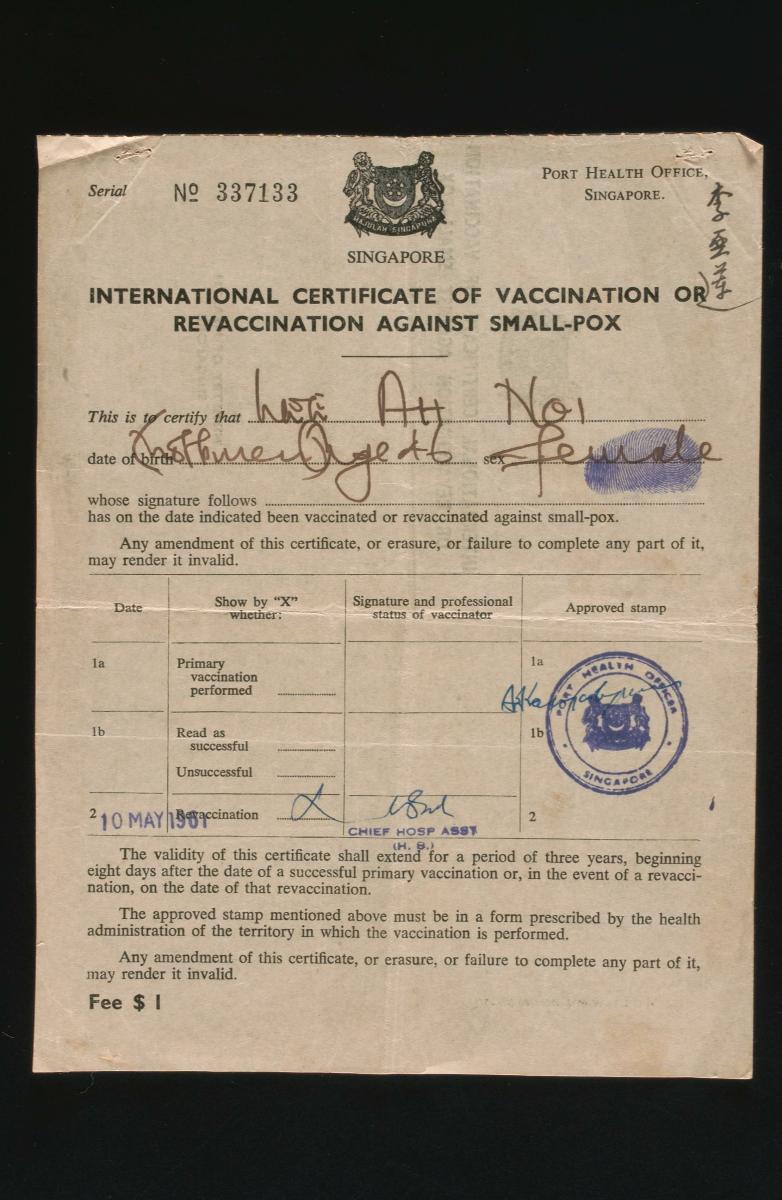 Serial No 337133
MAJULAH SINGAPURA
SINGAPORE
PORT HEALTH OFFICE,
SINGAPORE.
李亜蓮
INTERNATIONAL CERTIFICATE OF VACCINATION OR
REVACCINATION AGAINST SMALL-POX
This is to certify that AH NOI
date of birth Age 46 sex female
whose signature follows
has on the date indicated been vaccinated or revaccinated against small-pox.
Any amendment of this certificate, or erasure, or failure to complete any part of it,
may render it invalid.
Date
Show by "X"
whether:
Signature and professional
status of vaccinator
Approved stamp
1a
Primary
vaccination
performed
1a
PORT HEALTH OFFICER
SINGAPORE
1b
Read as
successful
Unsuccessful
1b
2
10 MAY 1961
Revaccination X
CHIEF HOSP ASST
(H. S.)
2
The validity of this certificate shall extend for a period of three years, beginning
eight days after the date of a successful primary vaccination or, in the event of a revacci-
nation, on the date of that revaccination.
The approved stamp mentioned above must be in a form prescribed by the health
administration of the territory in which the vaccination is performed.
Any amendment of this certificate, or erasure, or failure to complete any part of it,
may render it invalid.
Fee $ 1